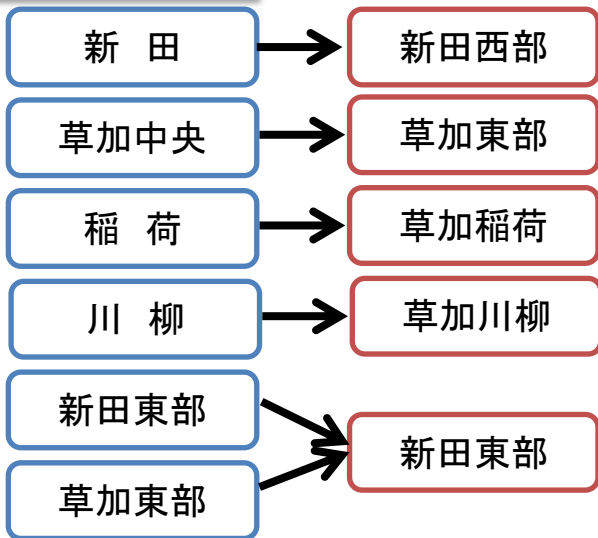 新 田
新田西部
草加中央
草加東部
稲 荷
草加稲荷
川 柳
草加川柳
新田東部
草加東部
新田東部